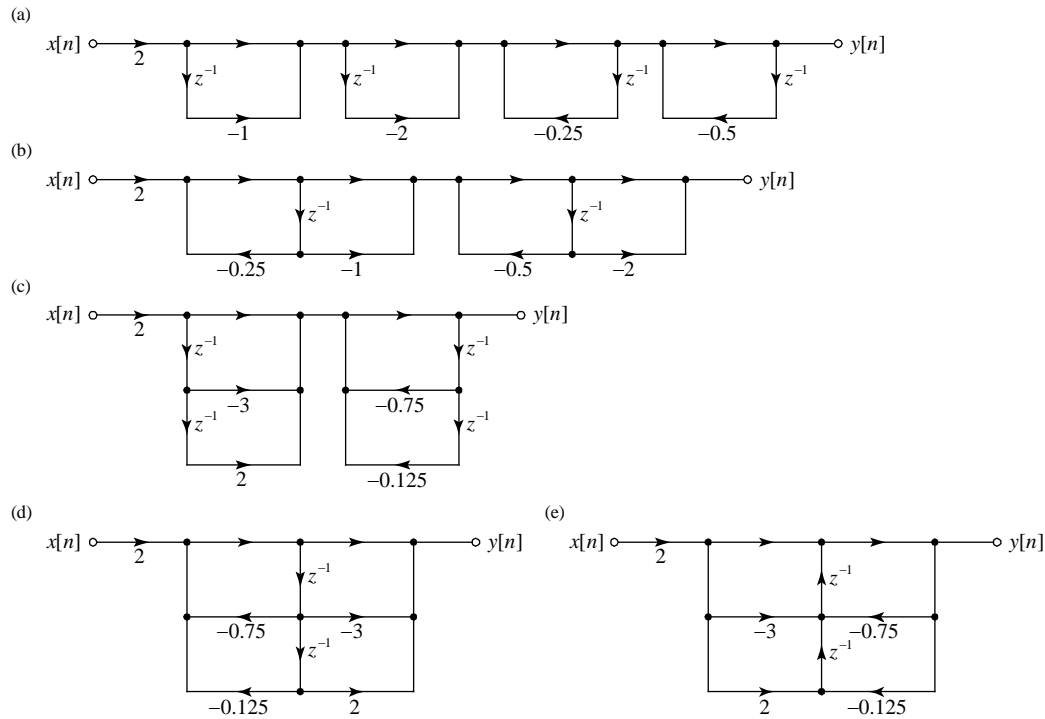 (a)
x[n] 2 y[n]
z⁻¹ z⁻¹ z⁻¹ z⁻¹
−1 −2 −0.25 −0.5
(b)
x[n] 2 y[n]
z⁻¹ z⁻¹
−0.25 −1 −0.5 −2
(c)
x[n] 2 y[n]
z⁻¹ z⁻¹
−3 −0.75
z⁻¹ z⁻¹
2 −0.125
(d)
x[n] 2 y[n]
z⁻¹
−0.75 −3
z⁻¹
−0.125 2
(e)
x[n] 2 y[n]
z⁻¹
−3 −0.75
z⁻¹
2 −0.125